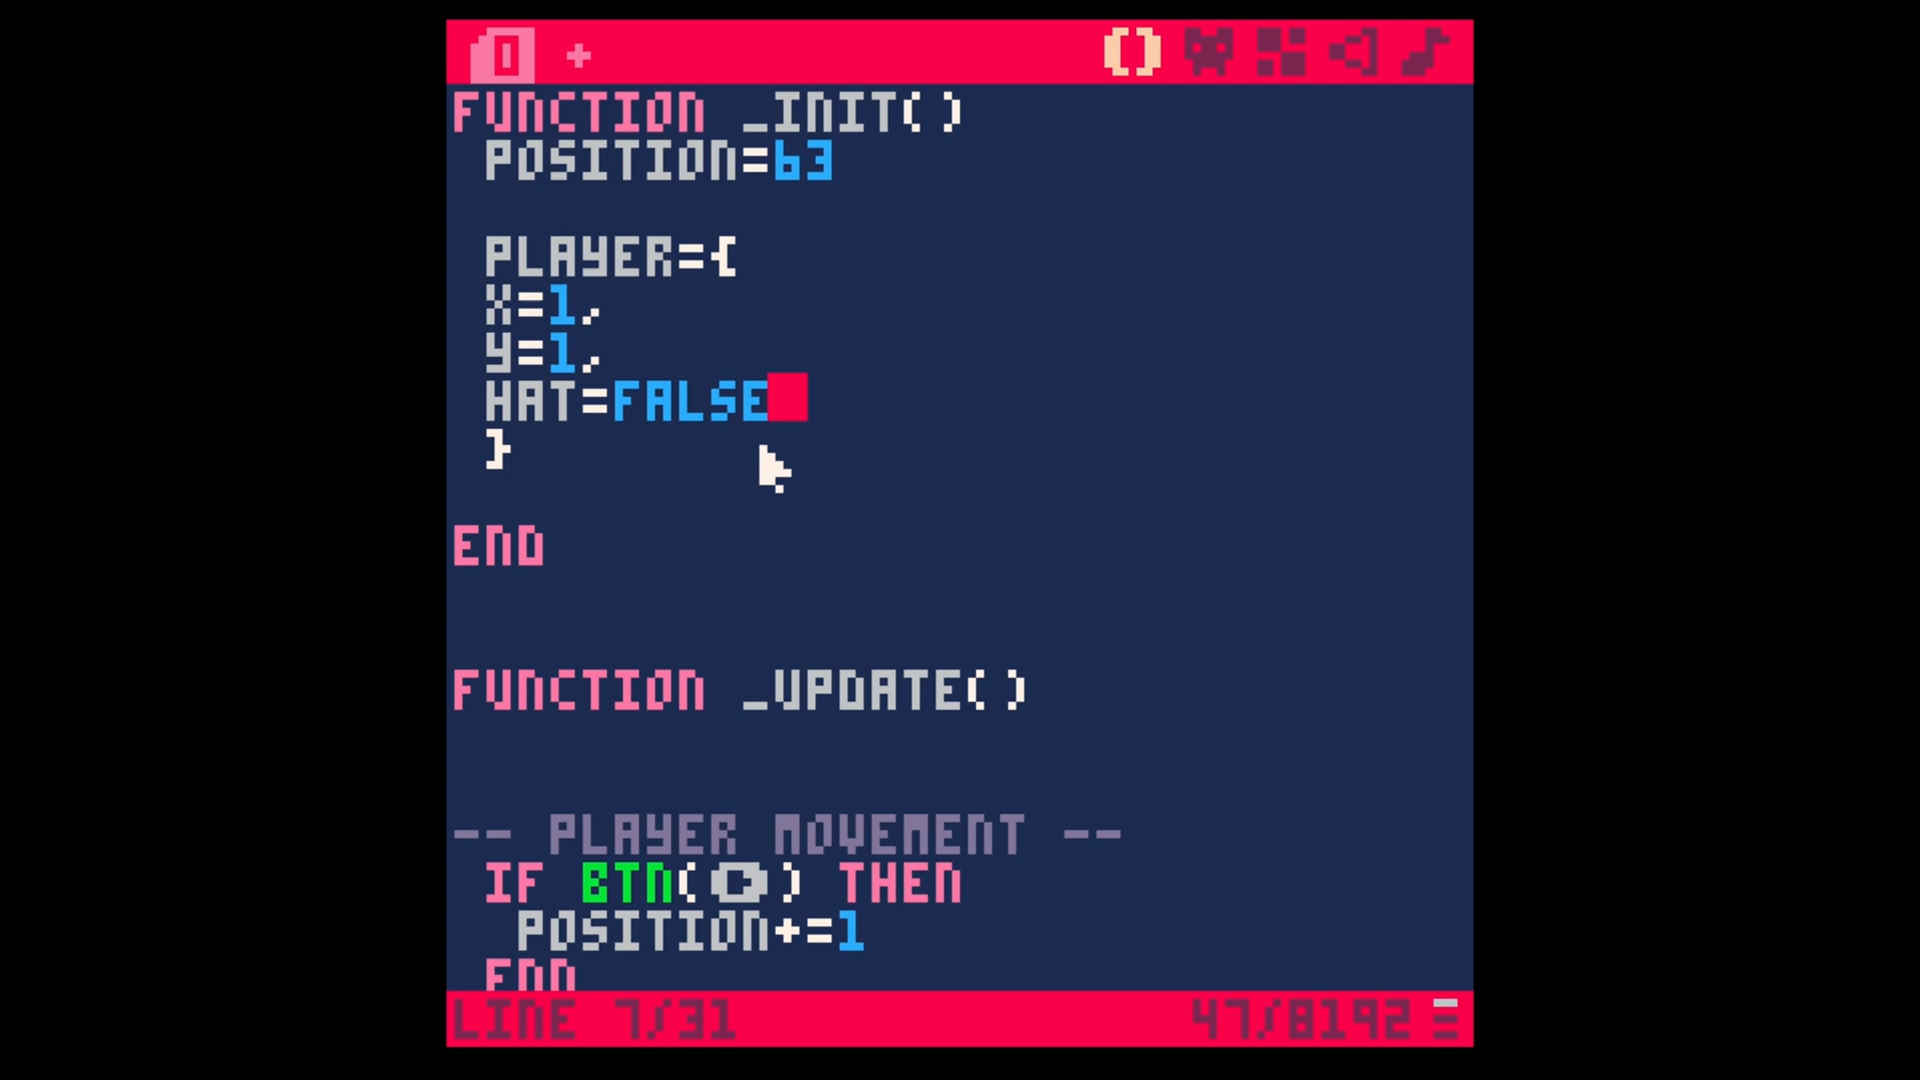 0 +
FUNCTION _INIT()
POSITION=63
PLAYER={
X=1,
Y=1,
HAT=FALSE
}
END
FUNCTION _UPDATE()
-- PLAYER MOVEMENT --
IF BTN(➡️) THEN
POSITION+=1
END
LINE 7/31
47/8192